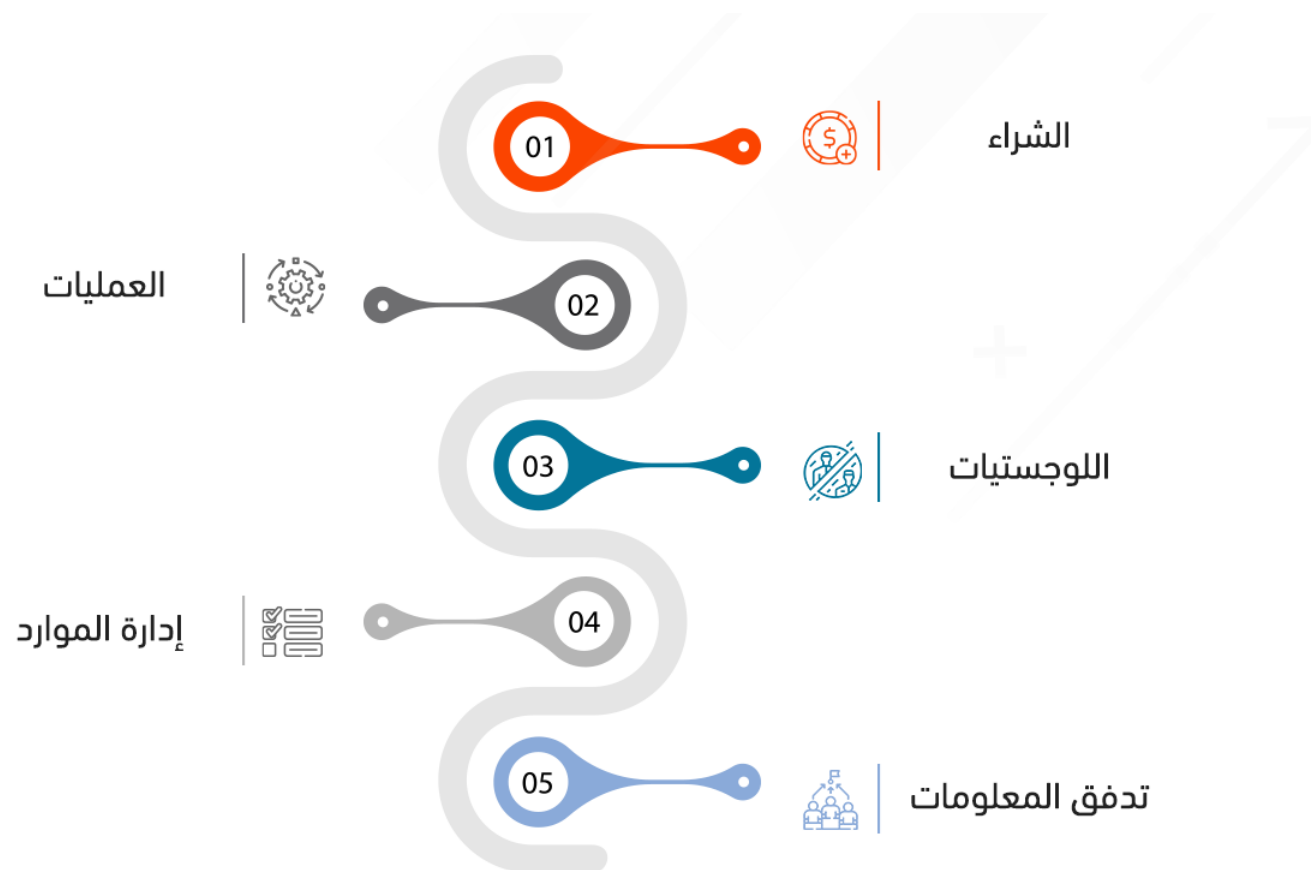 01
الشراء
02
العمليات
03
اللوجستيات
04
إدارة الموارد
05
تدفق المعلومات